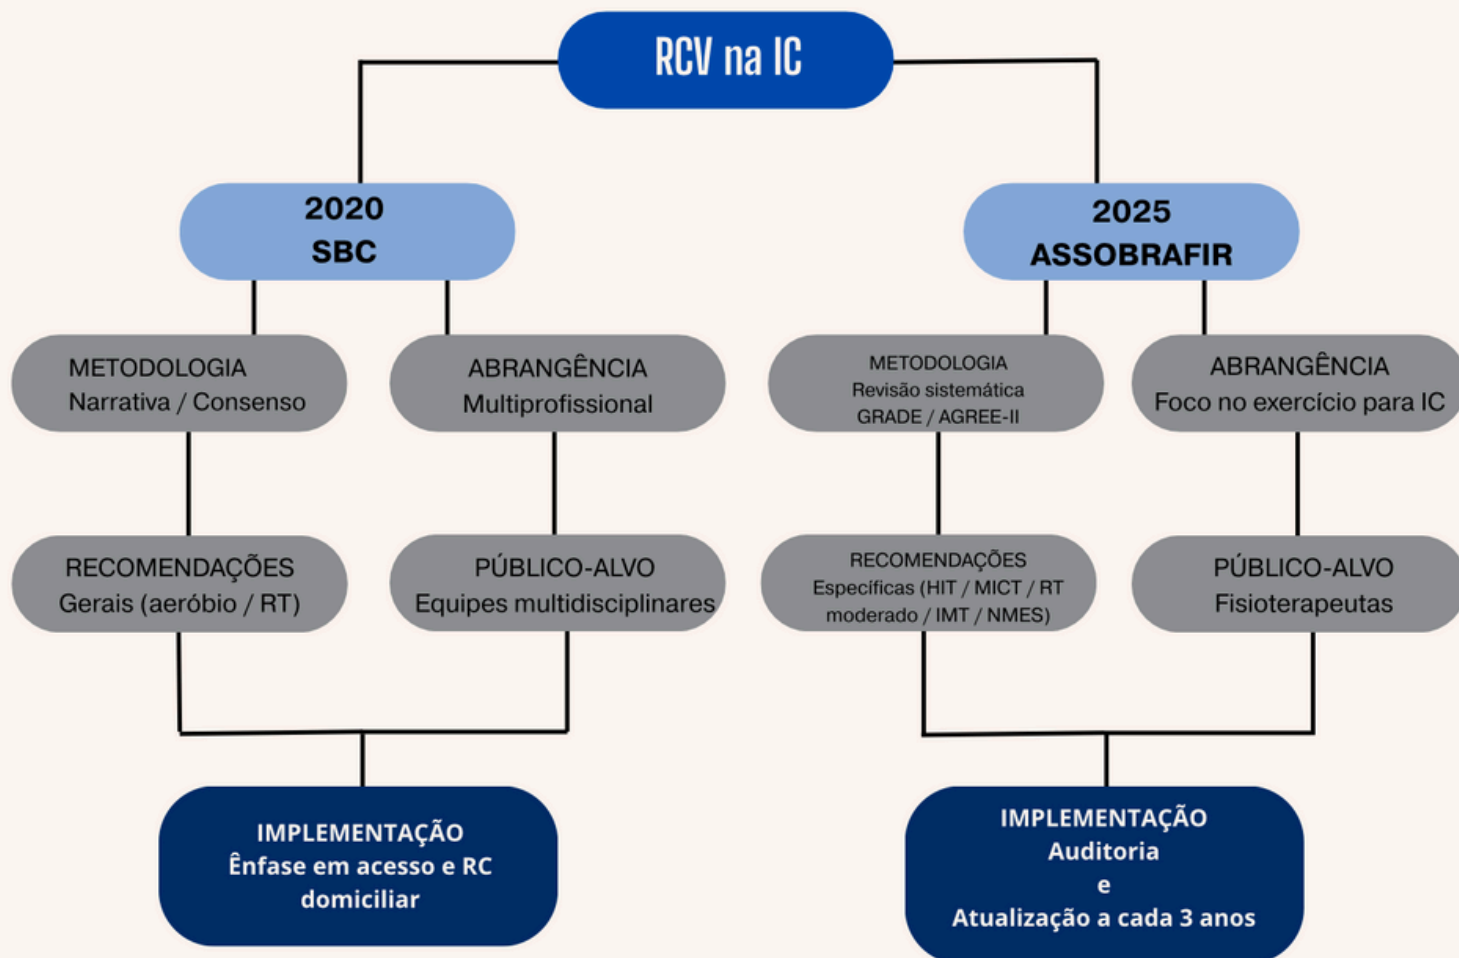 RCV na IC
2020
SBC
2025
ASSOBRAFIR
METODOLOGIA
Narrativa / Consenso
ABRANGÊNCIA
Multiprofissional
METODOLOGIA
Revisão sistemática
GRADE / AGREE-II
ABRANGÊNCIA
Foco no exercício para IC
RECOMENDAÇÕES
Gerais (aeróbio / RT)
PÚBLICO-ALVO
Equipes multidisciplinares
RECOMENDAÇÕES
Específicas (HIT / MICT / RT
moderado / IMT / NMES)
PÚBLICO-ALVO
Fisioterapeutas
IMPLEMENTAÇÃO
Ênfase em acesso e RC
domiciliar
IMPLEMENTAÇÃO
Auditoria
e
Atualização a cada 3 anos